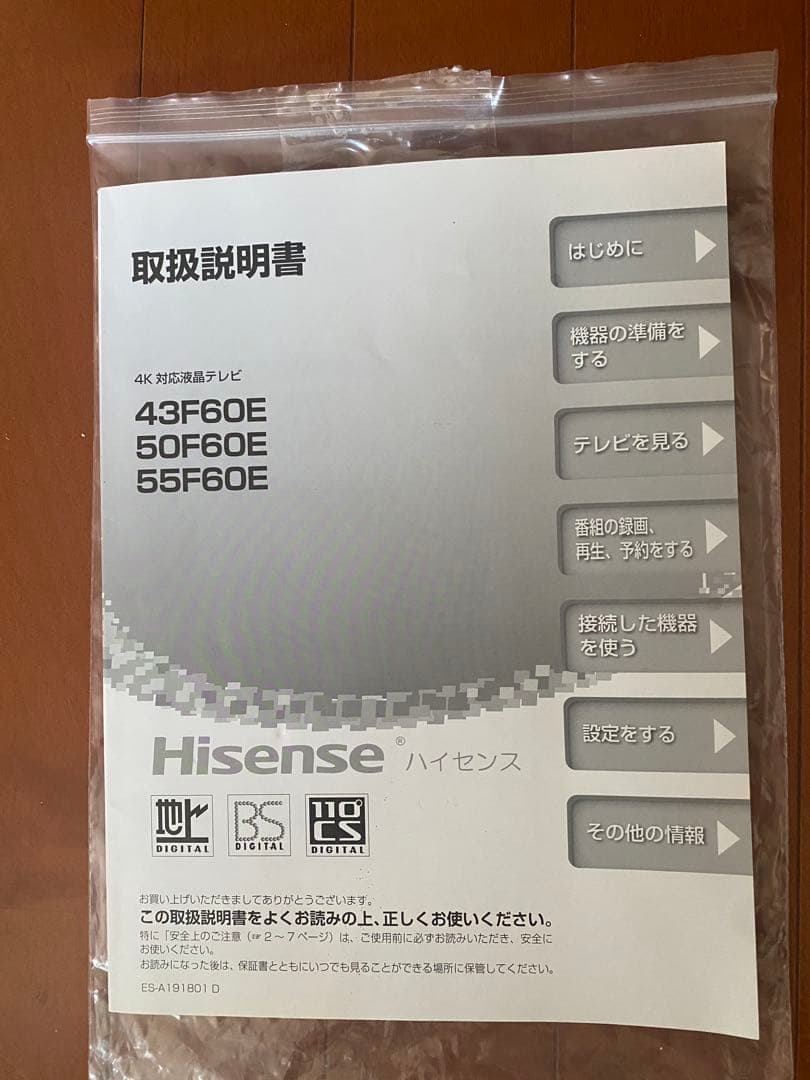 取扱説明書
4K 対応液晶テレビ
43F60E
50F60E
55F60E
はじめに
機器の準備を
する
テレビを見る
番組の録画、
再生、予約をする
接続した機器
を使う
設定をする
その他の情報
Hisense® ハイセンス
地上 DIGITAL
BS DIGITAL
110° CS DIGITAL
お買い上げいただきましてありがとうございます。
この取扱説明書をよくお読みの上、正しくお使いください。
特に「安全上のご注意（☞ 2～7ページ）は、ご使用前に必ずお読みいただき、安全に
お使いください。
お読みになった後は、保証書とともにいつでも見ることができる場所に保管してください。
ES-A191801 D